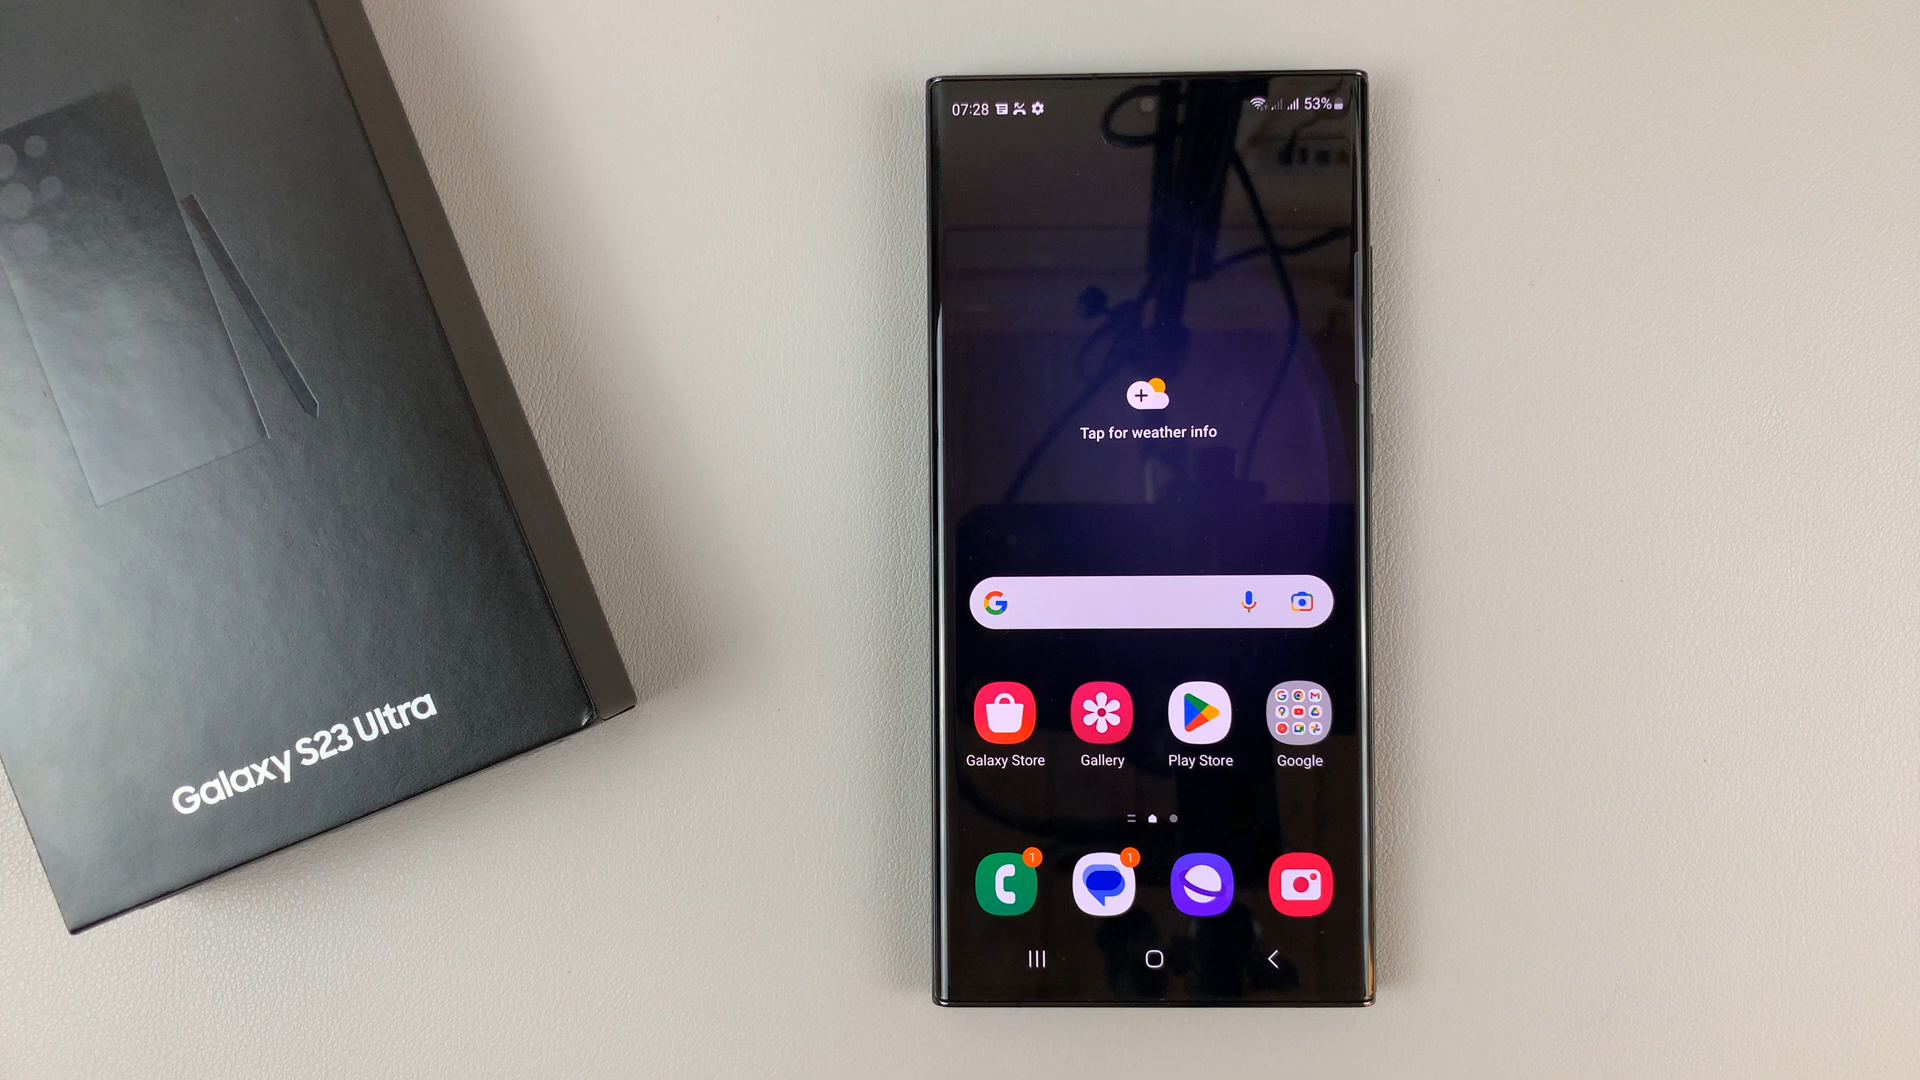 Galaxy S23 Ultra
07:28
53%
Tap for weather info
G
Galaxy Store
Gallery
Play Store
Google
1
1